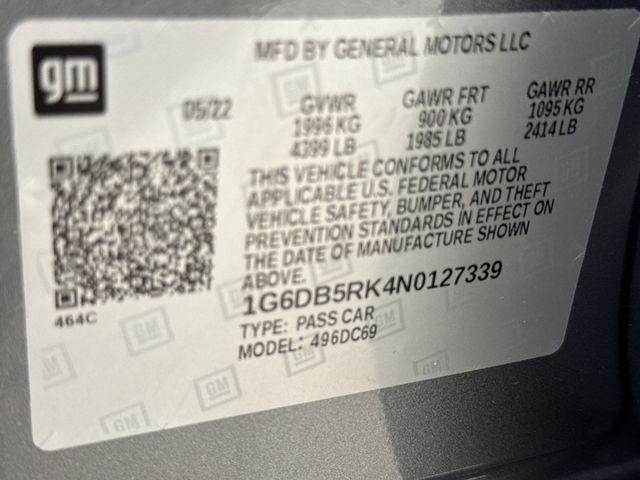 gm
MFD BY GENERAL MOTORS LLC
05/22
GVWR
1996 KG
4399 LB
GAWR FRT
900 KG
1985 LB
GAWR RR
1095 KG
2414 LB
THIS VEHICLE CONFORMS TO ALL
APPLICABLE U.S. FEDERAL MOTOR
VEHICLE SAFETY, BUMPER, AND THEFT
PREVENTION STANDARDS IN EFFECT ON
THE DATE OF MANUFACTURE SHOWN
ABOVE.
1G6DB5RK4N0127339
464C
TYPE: PASS CAR
MODEL: 496DC69